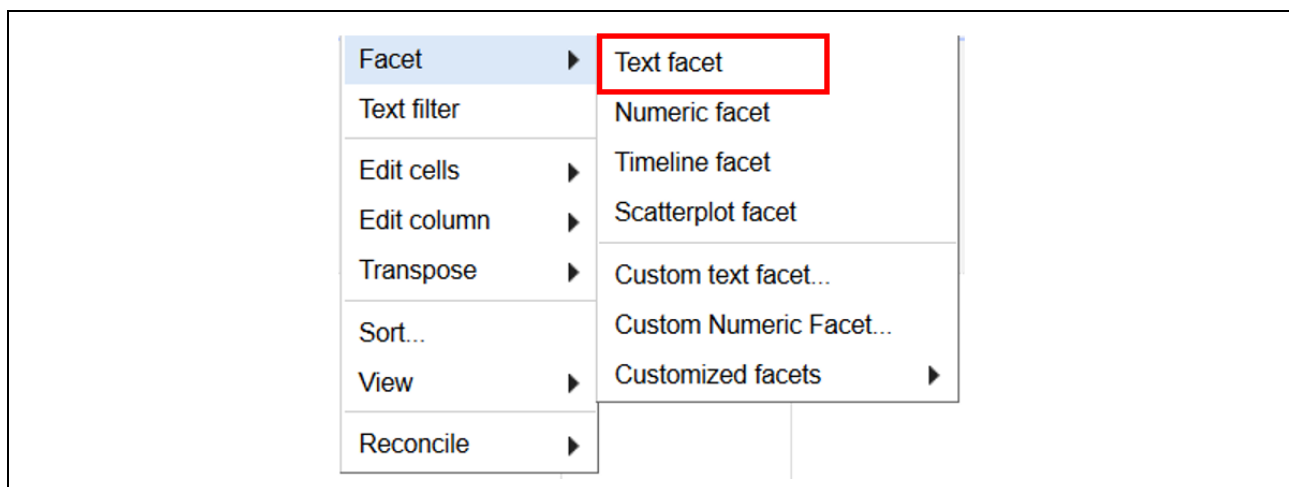 Facet
Text filter
Edit cells
Edit column
Transpose
Sort...
View
Reconcile
Text facet
Numeric facet
Timeline facet
Scatterplot facet
Custom text facet...
Custom Numeric Facet...
Customized facets